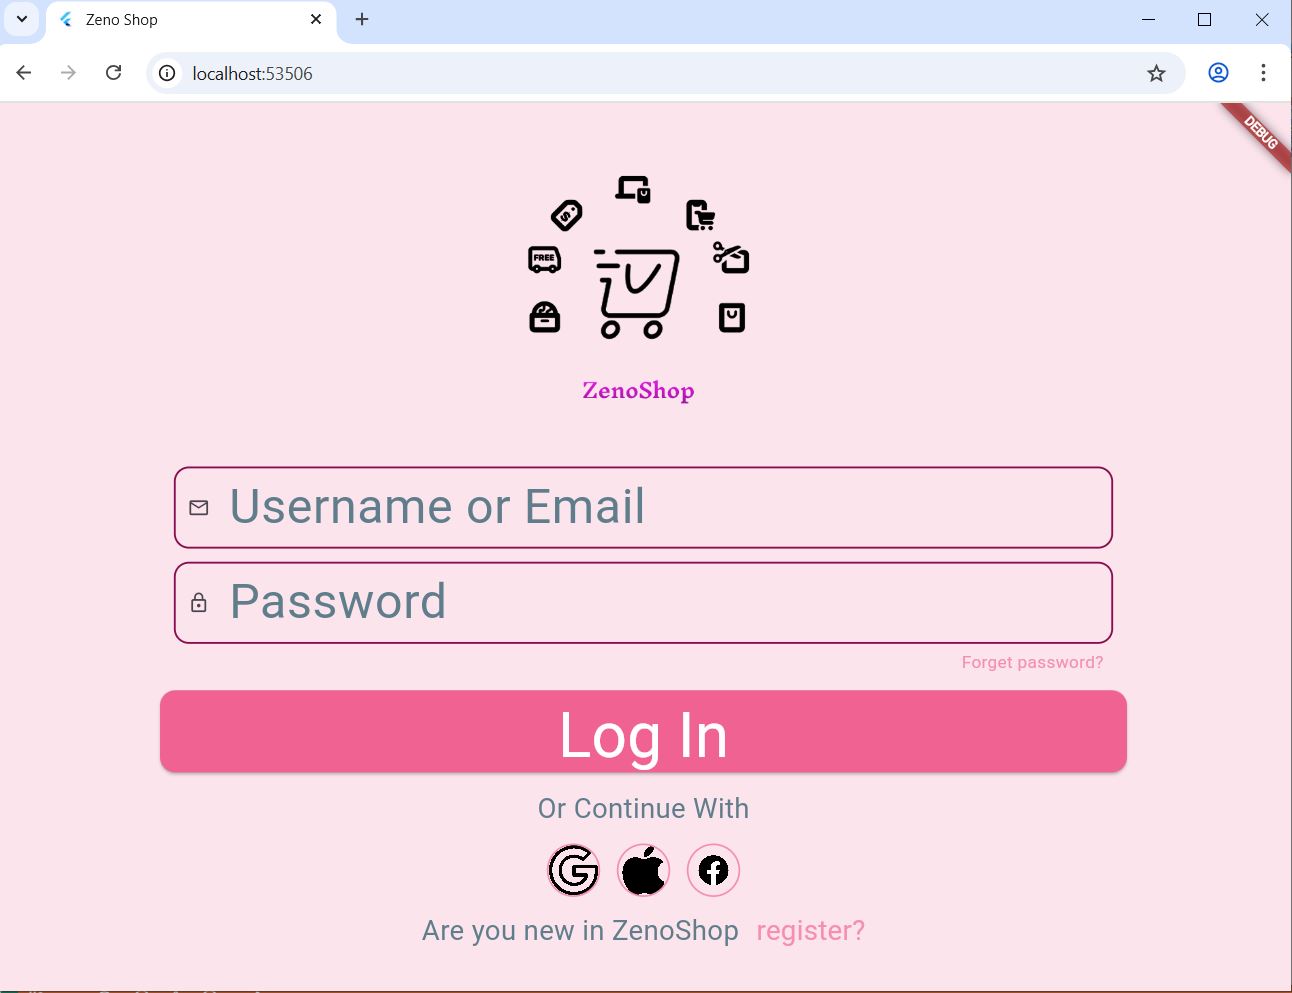 Zeno Shop
localhost:53506
DEBUG
$
FREE
ZenoShop
Username or Email
Password
Forget password?
Log In
Or Continue With
Are you new in ZenoShop register?